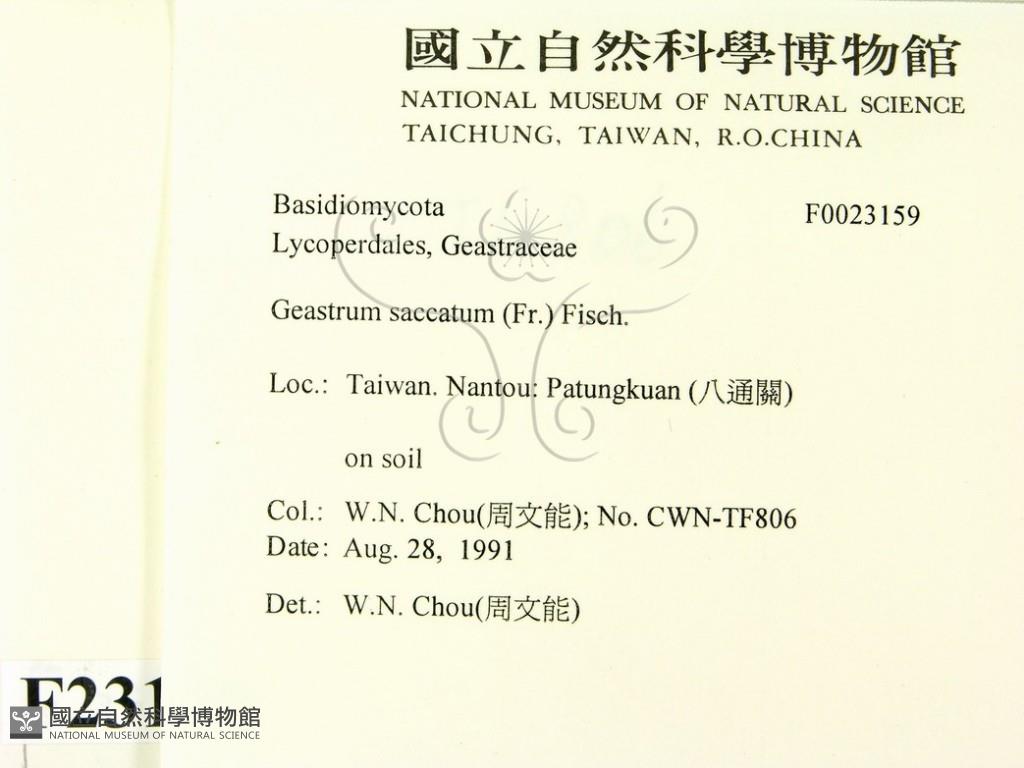 國立自然科學博物館
NATIONAL MUSEUM OF NATURAL SCIENCE
TAICHUNG, TAIWAN, R.O.CHINA
Basidiomycota F0023159
Lycoperdales, Geastraceae
Geastrum saccatum (Fr.) Fisch.
Loc.: Taiwan. Nantou: Patungkuan (八通關)
on soil
Col.: W.N. Chou(周文能); No. CWN-TF806
Date: Aug. 28, 1991
Det.: W.N. Chou(周文能)
F231
國立自然科學博物館
NATIONAL MUSEUM OF NATURAL SCIENCE